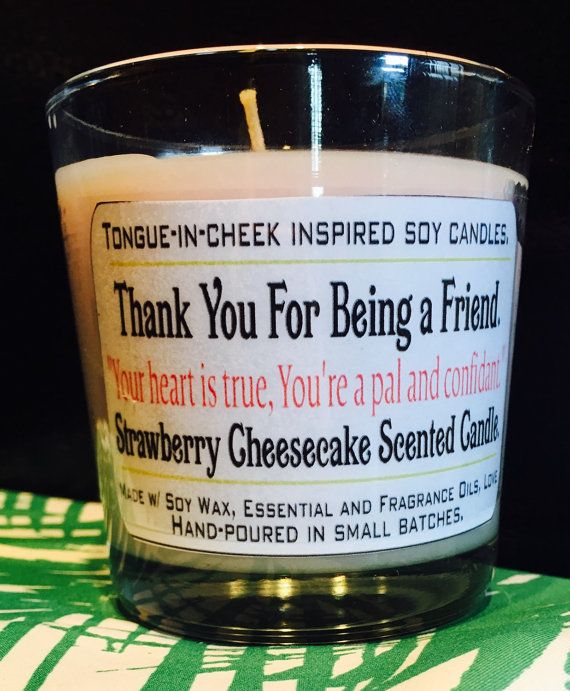 Tongue-in-cheek inspired soy candles.
Thank You For Being a Friend.
"Your heart is true, You're a pal and confidant."
Strawberry Cheesecake Scented Candle.
Made w/ Soy Wax, Essential and Fragrance Oils, Love
Hand-poured in small batches.